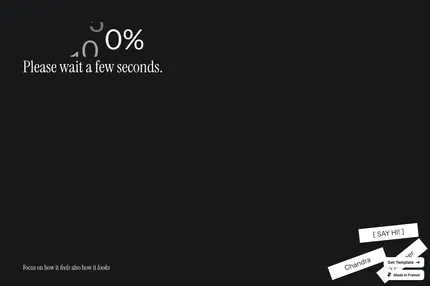 0%
Please wait a few seconds.
[ SAY HI! ]
Chandra
Get Template
Made in Framer
Focus on how it feels also how it looks